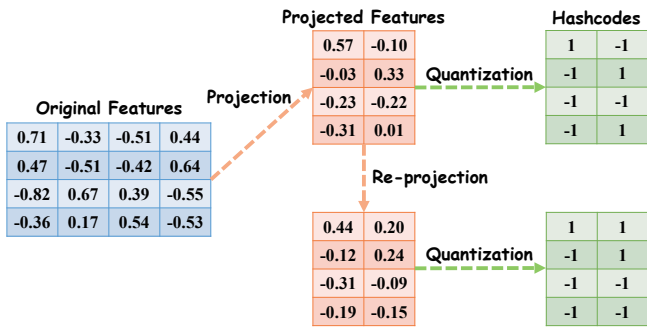 Projected Features
Hashcodes
0.57 -0.10
-0.03 0.33
-0.23 -0.22
-0.31 0.01
1 -1
-1 1
-1 -1
-1 1
Quantization
Projection
Original Features
0.71 -0.33 -0.51 0.44
0.47 -0.51 -0.42 0.64
-0.82 0.67 0.39 -0.55
-0.36 0.17 0.54 -0.53
Re-projection
0.44 0.20
-0.12 0.24
-0.31 -0.09
-0.19 -0.15
Quantization
1 1
-1 1
-1 -1
-1 -1